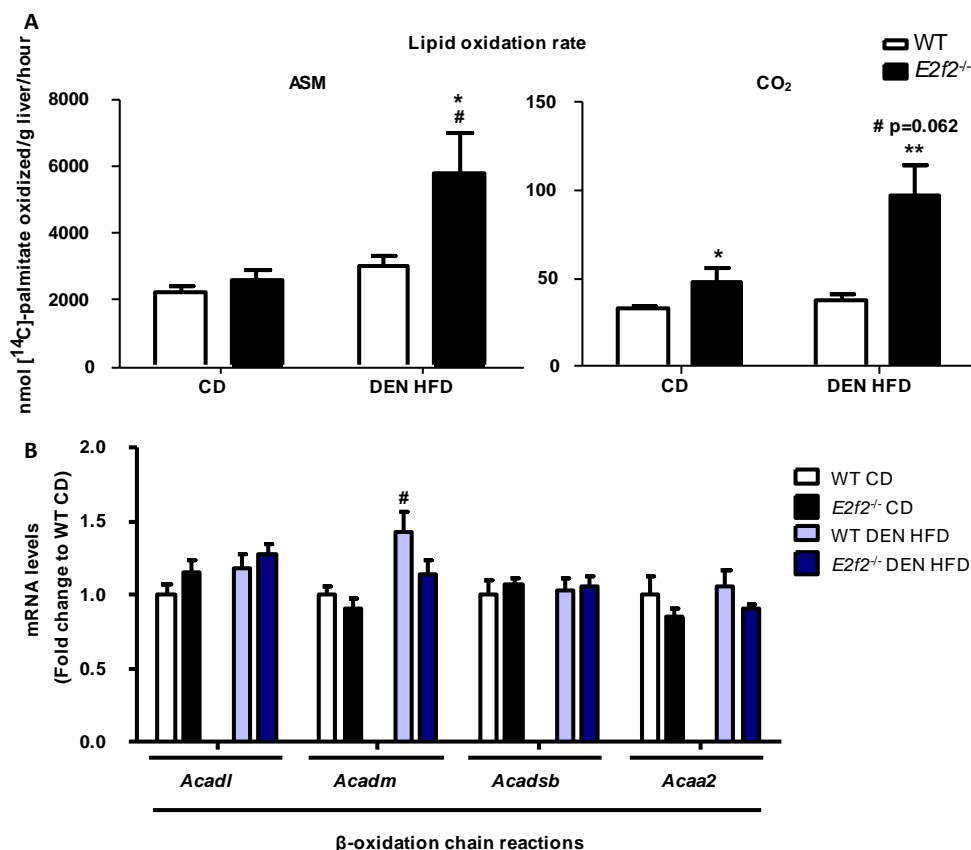 A
Lipid oxidation rate
WT
E2f2-/-
ASM
CO2
nmol [14C]-palmitate oxidized/g liver/hour
8000
6000
4000
2000
0
*
#
CD
DEN HFD
150
100
50
0
# p=0.062
**
*
CD
DEN HFD
B
mRNA levels
(Fold change to WT CD)
2.0
1.5
1.0
0.5
0.0
#
WT CD
E2f2-/- CD
WT DEN HFD
E2f2-/- DEN HFD
Acadl
Acadm
Acadsb
Acaa2
β-oxidation chain reactions